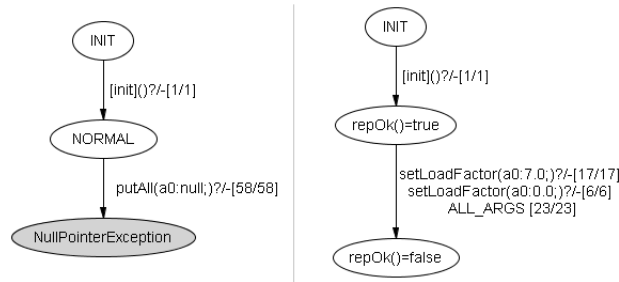 INIT
[init]()?/-[1/1]
NORMAL
putAll(a0:null;)?/-[58/58]
NullPointerException
INIT
[init]()?/-[1/1]
repOk()=true
setLoadFactor(a0:7.0;)?/-[17/17]
setLoadFactor(a0:0.0;)?/-[6/6]
ALL_ARGS [23/23]
repOk()=false